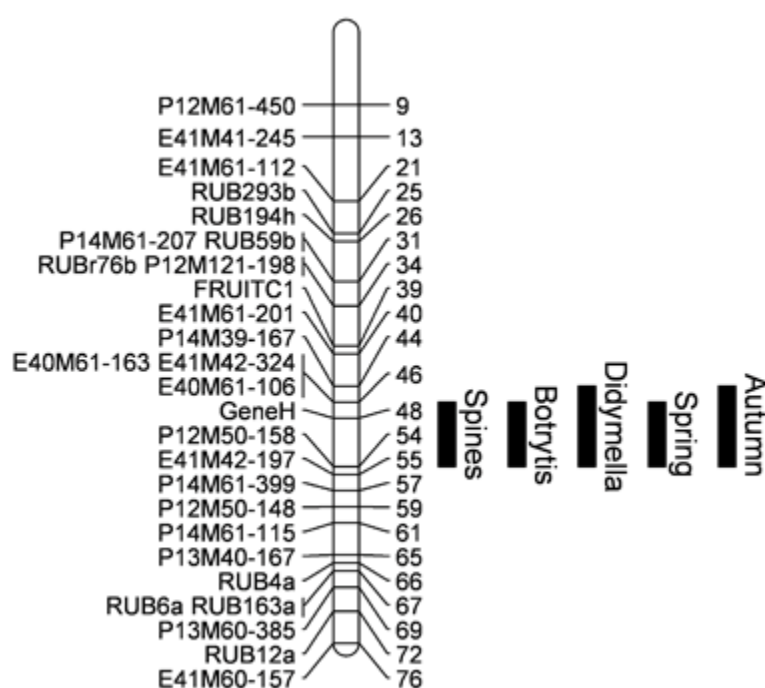 P12M61-450 9
E41M41-245 13
E41M61-112 21
RUB293b 25
RUB194h 26
P14M61-207 RUB59b 31
RUBr76b P12M121-198 34
FRUITC1 39
E41M61-201 40
P14M39-167 44
E40M61-163 E41M42-324
E40M61-106 46
GeneH 48
P12M50-158 54
E41M42-197 55
P14M61-399 57
P12M50-148 59
P14M61-115 61
P13M40-167 65
RUB4a 66
RUB6a RUB163a 67
P13M60-385 69
RUB12a 72
E41M60-157 76
Spines
Botrytis
Didymella
Spring
Autumn